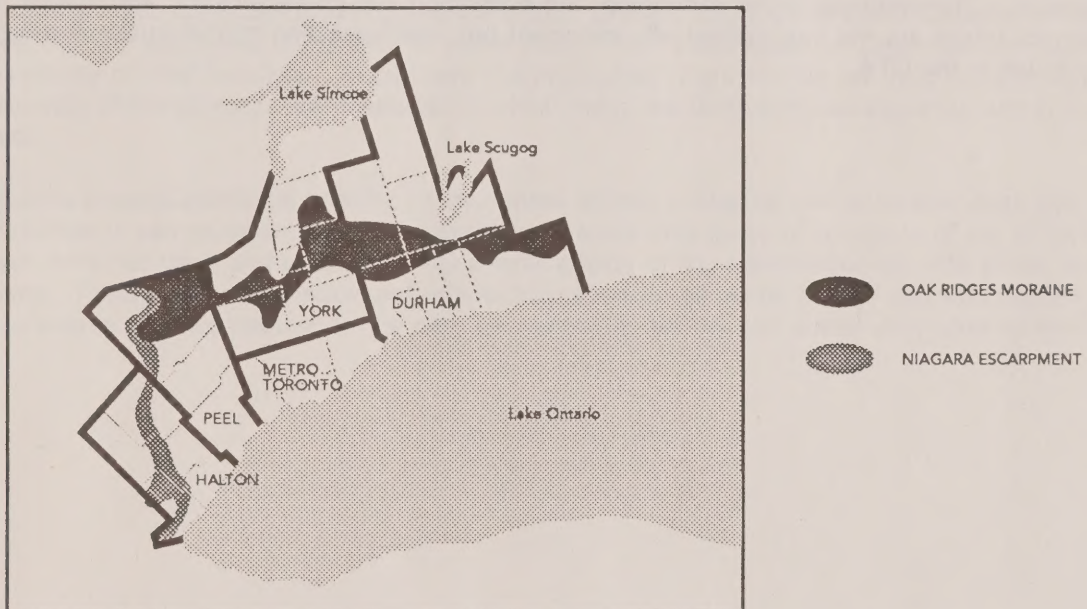 Lake Simcoe
Lake Scugog
YORK
DURHAM
METRO
TORONTO
PEEL
Lake Ontario
HALTON
OAK RIDGES MORAINE
NIAGARA ESCARPMENT